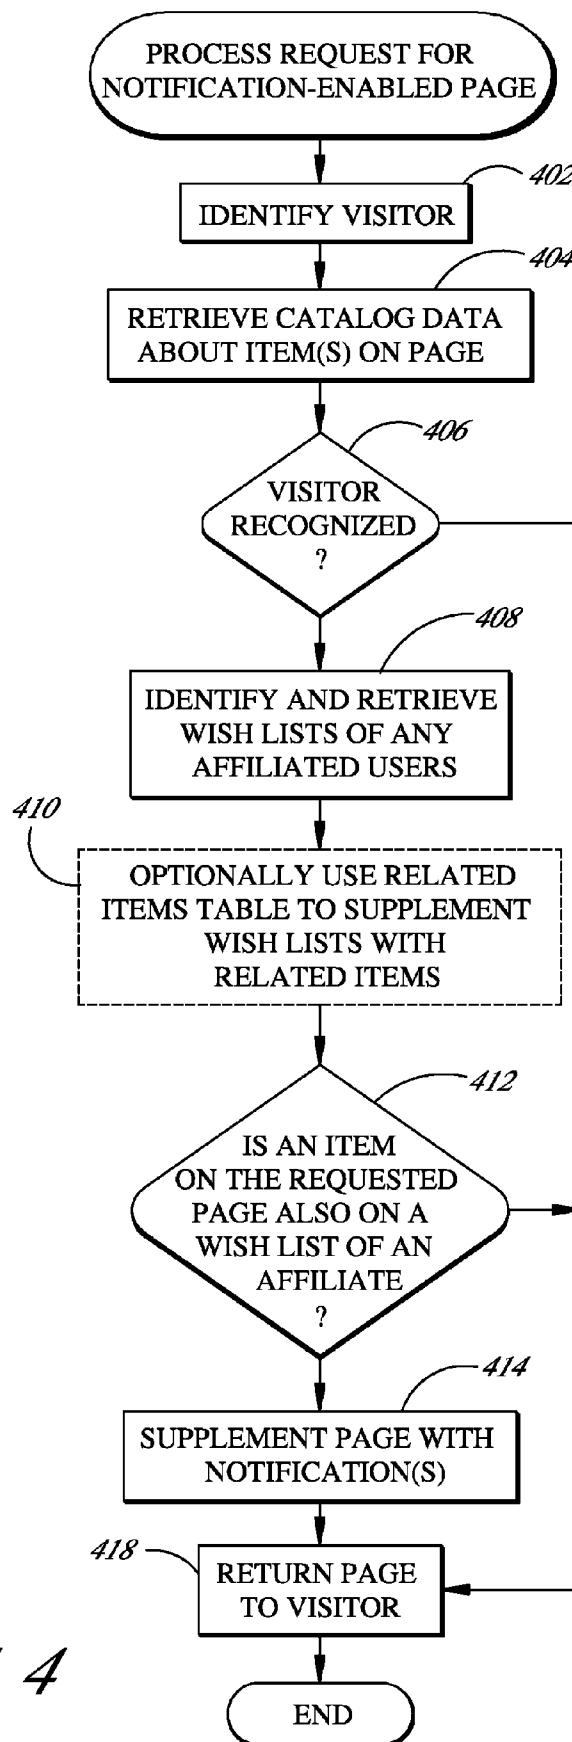 PROCESS REQUEST FOR
NOTIFICATION-ENABLED PAGE
402
IDENTIFY VISITOR
404
RETRIEVE CATALOG DATA
ABOUT ITEM(S) ON PAGE
406
VISITOR
RECOGNIZED
?
408
IDENTIFY AND RETRIEVE
WISH LISTS OF ANY
AFFILIATED USERS
410
OPTIONALLY USE RELATED
ITEMS TABLE TO SUPPLEMENT
WISH LISTS WITH
RELATED ITEMS
412
IS AN ITEM
ON THE REQUESTED
PAGE ALSO ON A
WISH LIST OF AN
AFFILIATE
?
414
SUPPLEMENT PAGE WITH
NOTIFICATION(S)
418
RETURN PAGE
TO VISITOR
4
END